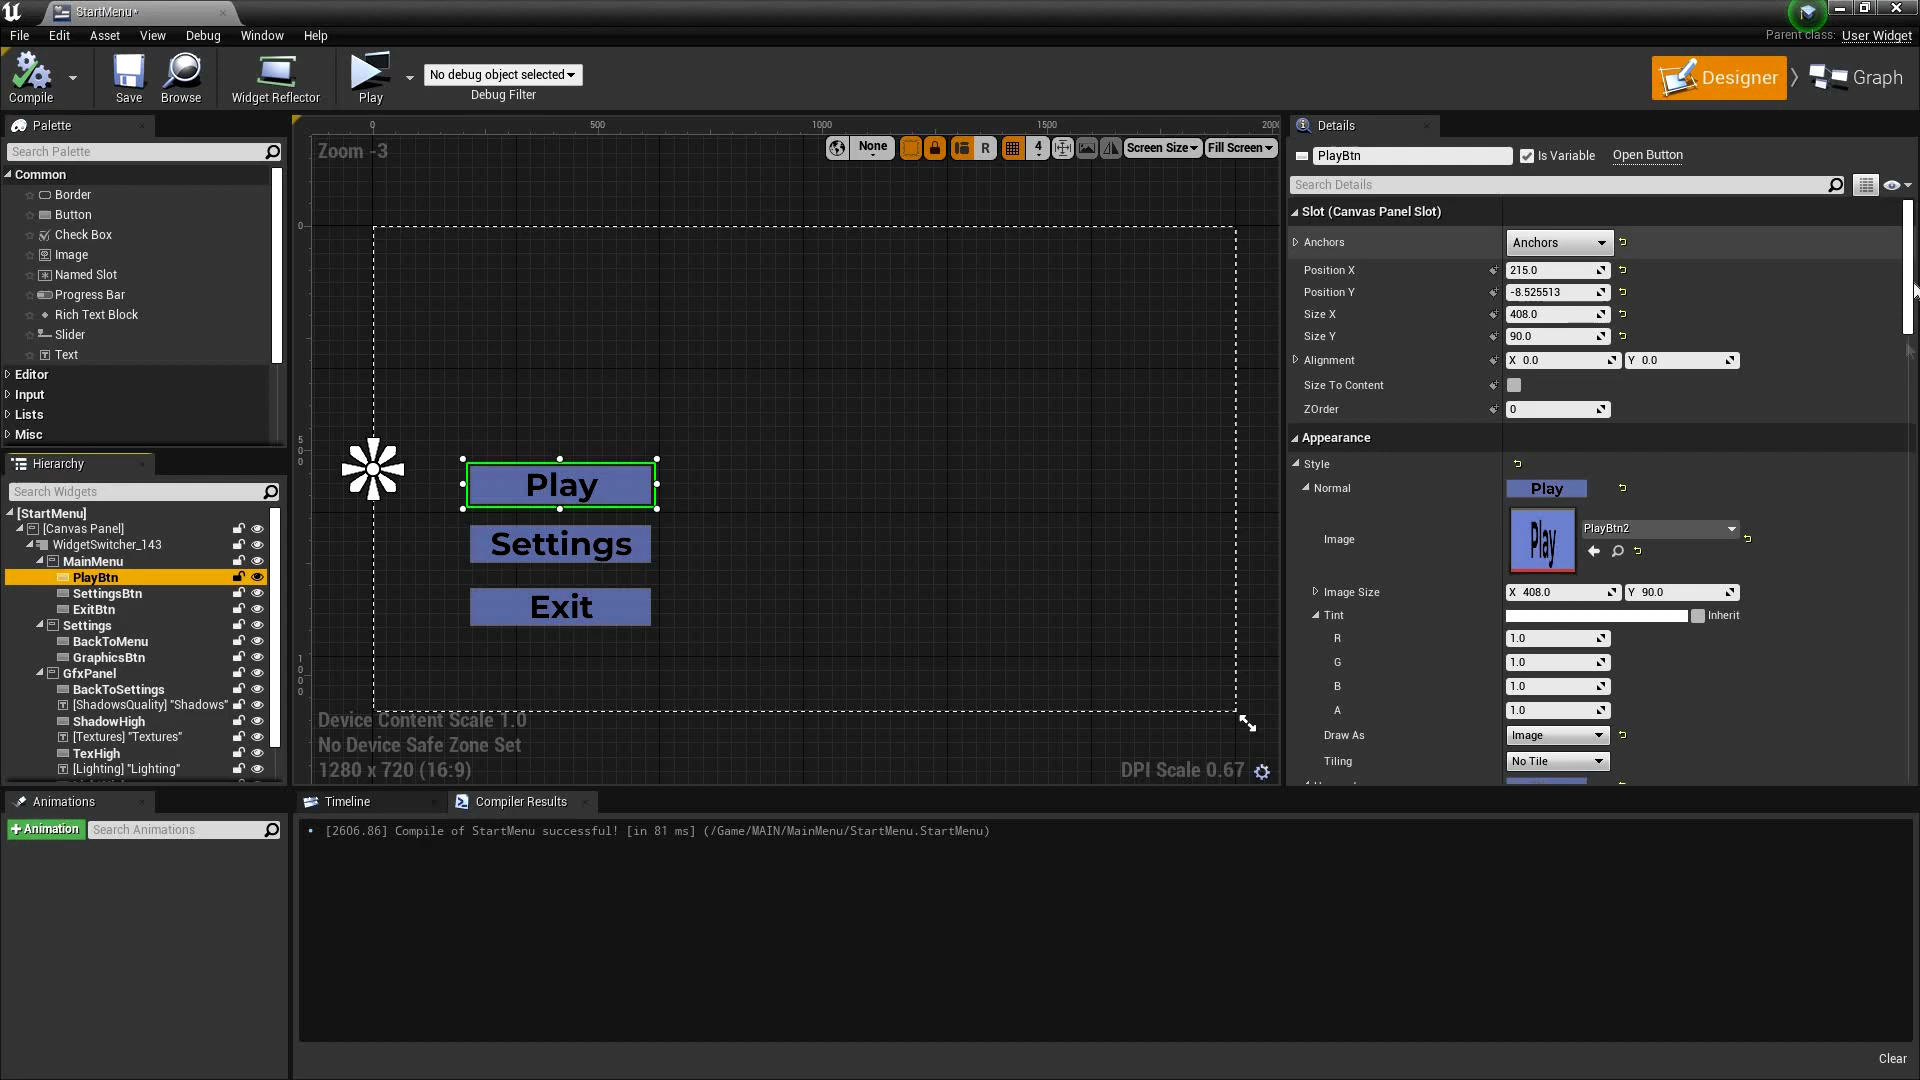 StartMenu*
File Edit Asset View Debug Window Help
Parent class: User Widget
Compile Save Browse Widget Reflector Play
No debug object selected
Debug Filter
Designer Graph
Palette
Search Palette
Common
Border
Button
Check Box
Image
Named Slot
Progress Bar
Rich Text Block
Slider
Text
Editor
Input
Lists
Misc
Hierarchy
Search Widgets
[StartMenu]
[Canvas Panel]
WidgetSwitcher_143
MainMenu
PlayBtn
SettingsBtn
ExitBtn
Settings
BackToMenu
GraphicsBtn
GfxPanel
BackToSettings
[ShadowsQuality] "Shadows"
ShadowHigh
[Textures] "Textures"
TexHigh
[Lighting] "Lighting"
0 500 1000 1500 2000
Zoom -3
None R 4 Screen Size Fill Screen
0
500
1000
Play
Settings
Exit
Device Content Scale 1.0
No Device Safe Zone Set
1280 x 720 (16:9)
DPI Scale 0.67
Details
PlayBtn Is Variable Open Button
Search Details
Slot (Canvas Panel Slot)
Anchors Anchors
Position X 215.0
Position Y -8.525513
Size X 408.0
Size Y 90.0
Alignment X 0.0 Y 0.0
Size To Content
ZOrder 0
Appearance
Style
Normal Play
Image Play PlayBtn2
Image Size X 408.0 Y 90.0
Tint Inherit
R 1.0
G 1.0
B 1.0
A 1.0
Draw As Image
Tiling No Tile
Animations
+Animation Search Animations
Timeline Compiler Results
[2606.86] Compile of StartMenu successful! [in 81 ms] (/Game/MAIN/MainMenu/StartMenu.StartMenu)
Clear